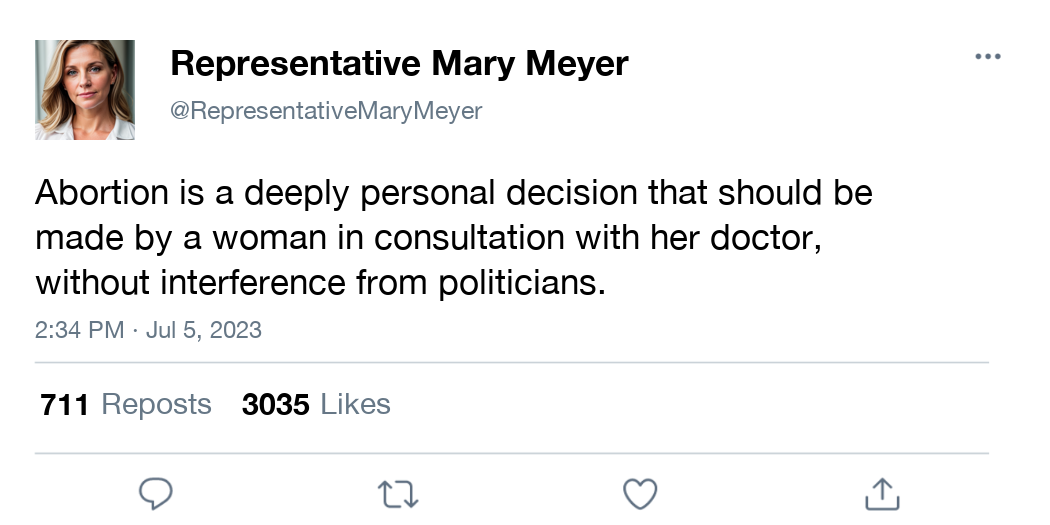 Representative Mary Meyer
@RepresentativeMaryMeyer
Abortion is a deeply personal decision that should be
made by a woman in consultation with her doctor,
without interference from politicians.
2:34 PM · Jul 5, 2023
711 Reposts 3035 Likes